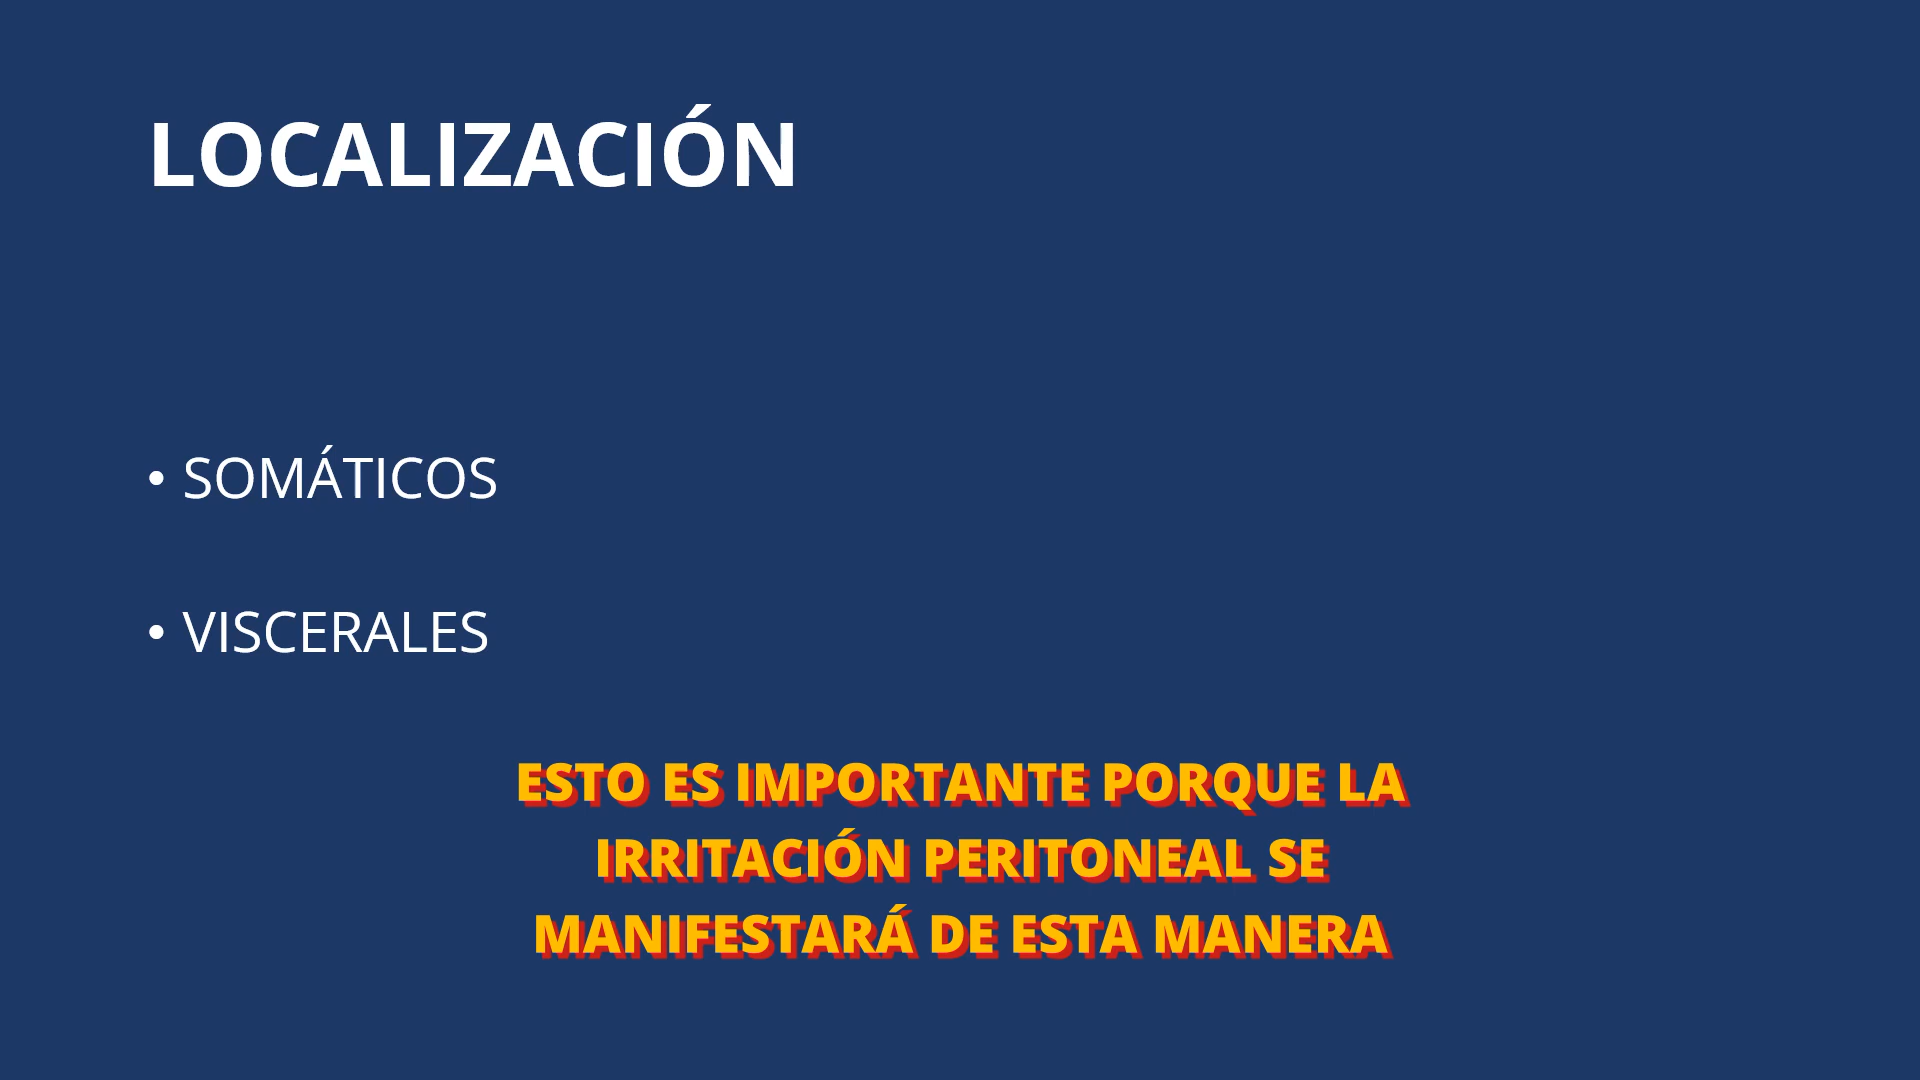 LOCALIZACIÓN
• SOMÁTICOS
• VISCERALES
ESTO ES IMPORTANTE PORQUE LA
IRRITACIÓN PERITONEAL SE
MANIFESTARÁ DE ESTA MANERA